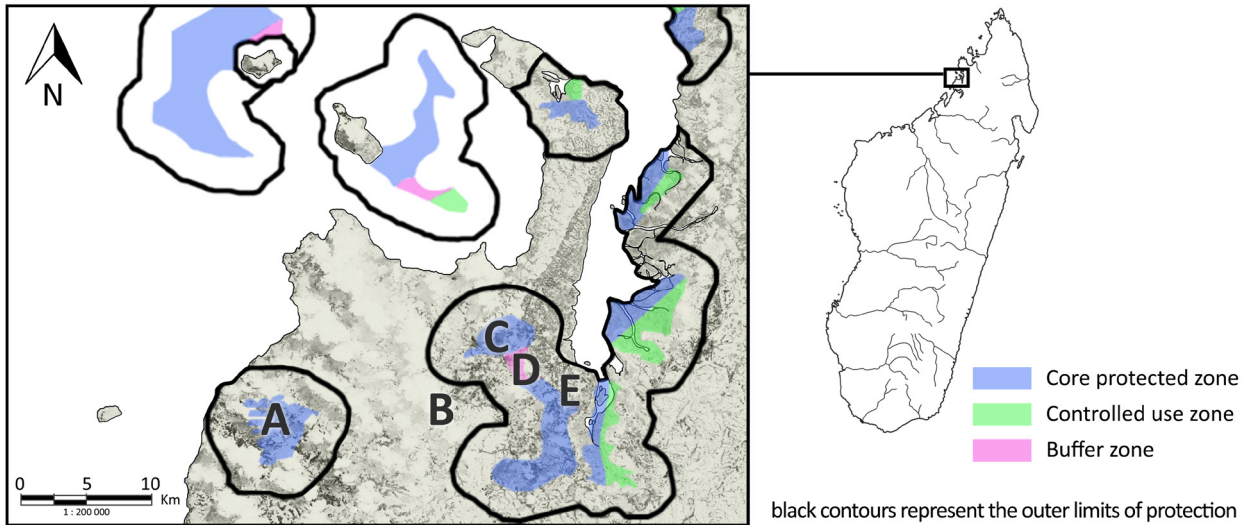 N
A
B
C
D
E
0 5 10
Km
1 : 200 000
Core protected zone
Controlled use zone
Buffer zone
black contours represent the outer limits of protection